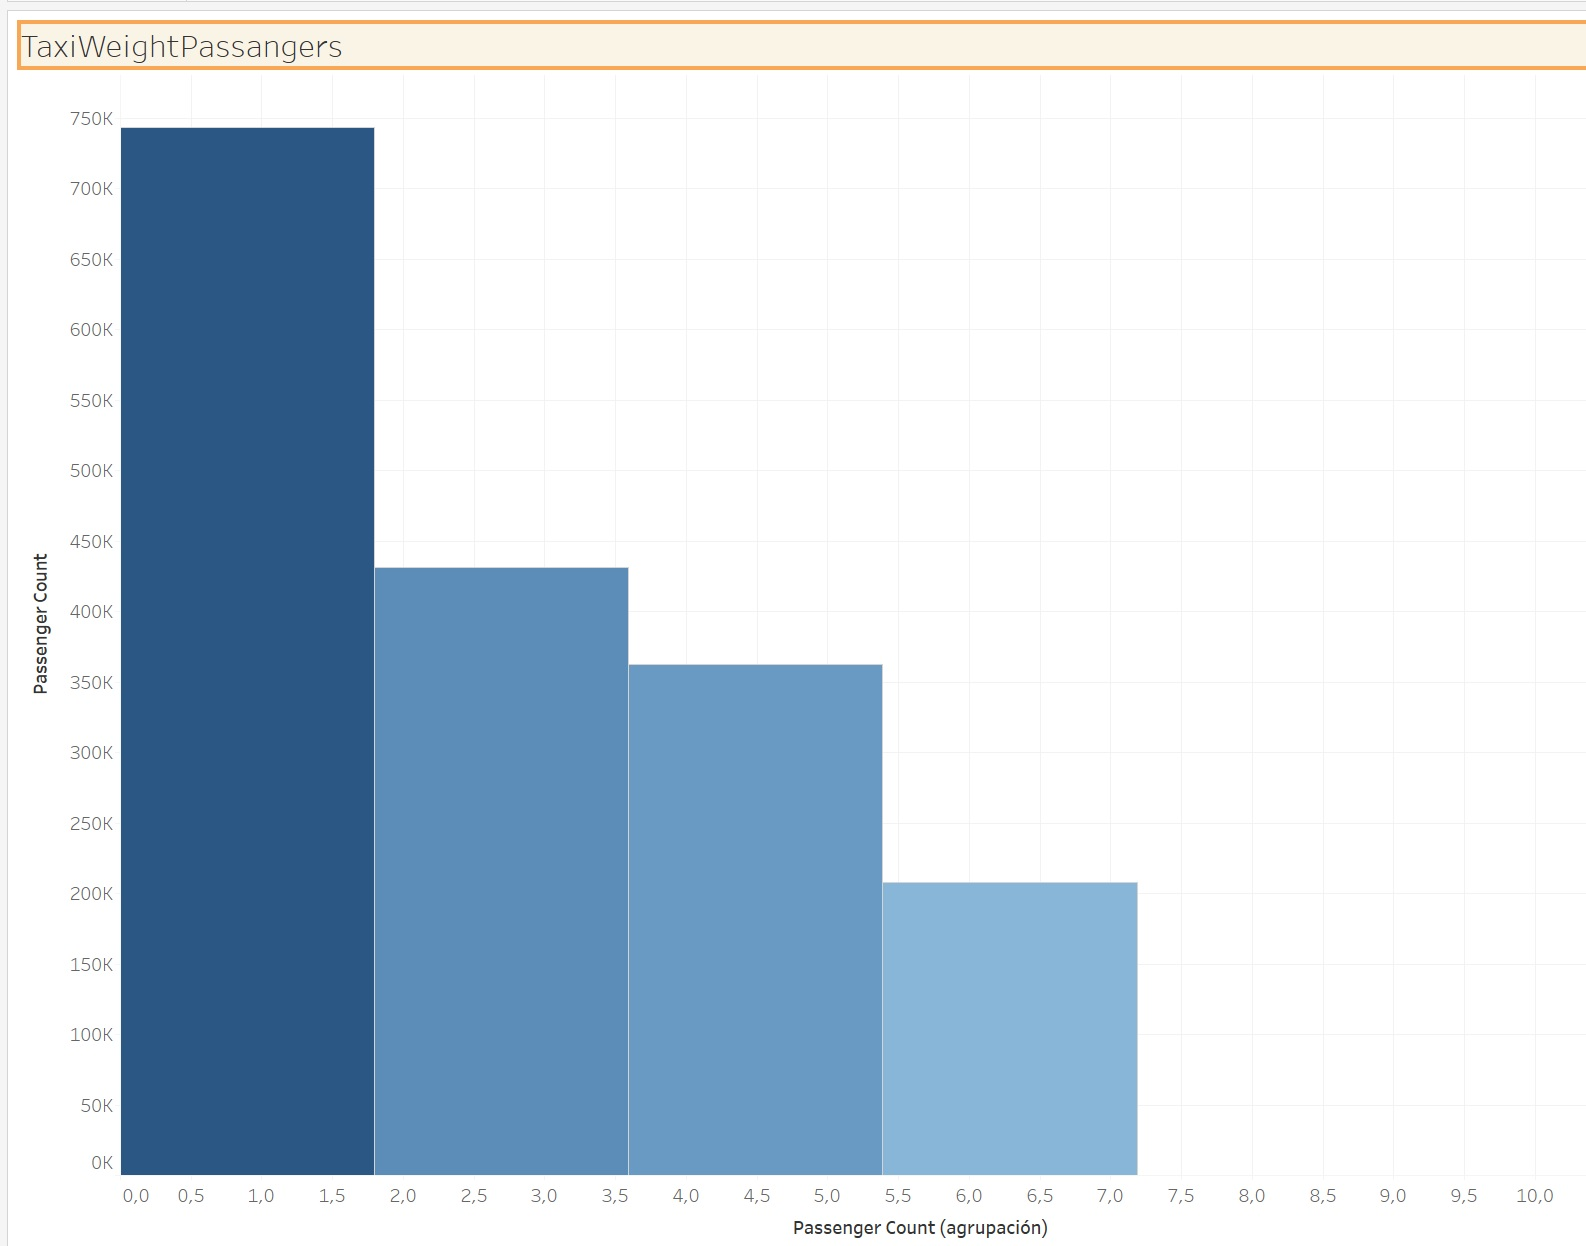 TaxiWeightPassangers
750K
700K
650K
600K
550K
500K
450K
400K
350K
300K
250K
200K
150K
100K
50K
0K
Passenger Count
0,0 0,5 1,0 1,5 2,0 2,5 3,0 3,5 4,0 4,5 5,0 5,5 6,0 6,5 7,0 7,5 8,0 8,5 9,0 9,5 10,0
Passenger Count (agrupación)